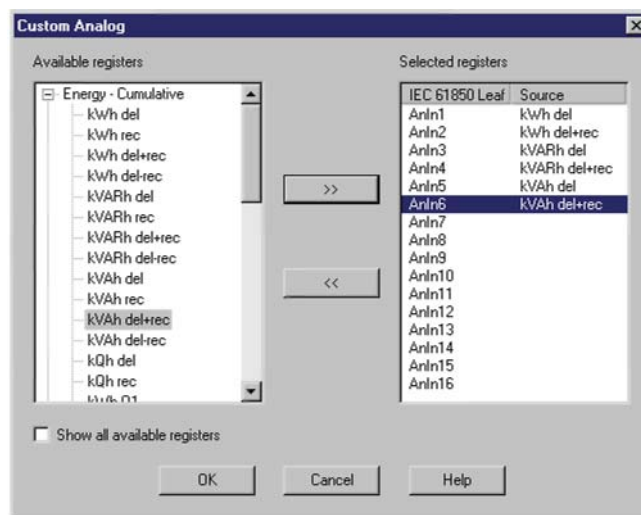 Custom Analog
Available registers
Energy - Cumulative
kWh del
kWh rec
kWh del+rec
kWh del-rec
kVARh del
kVARh rec
kVARh del+rec
kVARh del-rec
kVAh del
kVAh rec
kVAh del+rec
kVAh del-rec
kQh del
kQh rec
kWh Q1
>>
<<
Selected registers
IEC 61850 Leaf Source
AnIn1 kWh del
AnIn2 kWh del+rec
AnIn3 kVARh del
AnIn4 kVARh del+rec
AnIn5 kVAh del
AnIn6 kVAh del+rec
AnIn7
AnIn8
AnIn9
AnIn10
AnIn11
AnIn12
AnIn13
AnIn14
AnIn15
AnIn16
Show all available registers
OK Cancel Help